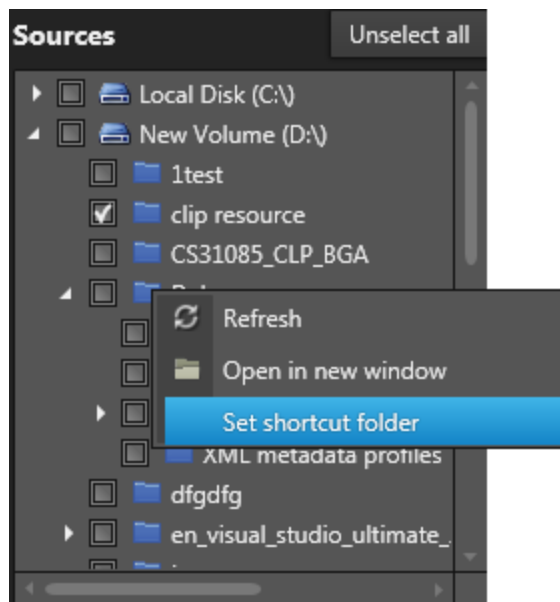 Sources
Unselect all
Local Disk (C:\)
New Volume (D:\)
1test
clip resource
CS31085_CLP_BGA
Refresh
Open in new window
Set shortcut folder
XML metadata profiles
dfgdfg
en_visual_studio_ultimate_